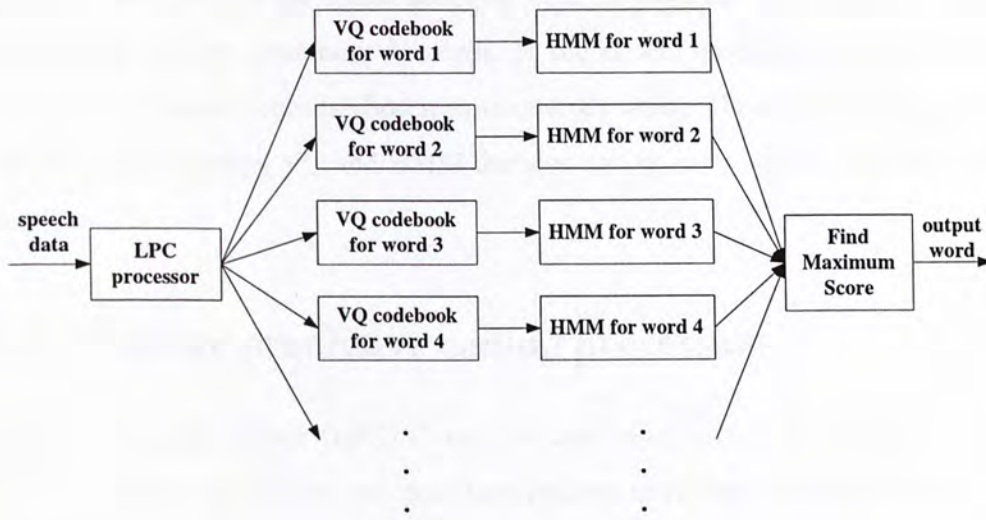 VQ codebook
for word 1
HMM for word 1
VQ codebook
for word 2
HMM for word 2
speech
data
LPC
processor
VQ codebook
for word 3
HMM for word 3
Find
Maximum
Score
output
word
VQ codebook
for word 4
HMM for word 4